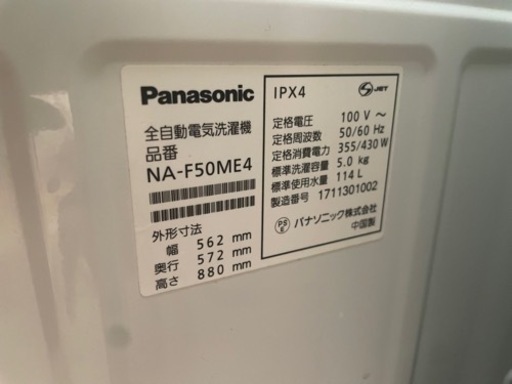 Panasonic
全自動電気洗濯機
品番
NA-F50ME4
外形寸法
幅 562 mm
奥行 572 mm
高さ 880 mm
IPX4
S JET
定格電圧 100 V ～
定格周波数 50/60 Hz
定格消費電力 355/430 W
標準洗濯容量 5.0 kg
標準使用水量 114 L
製造番号 1711301002
PS E パナソニック株式会社
中国製